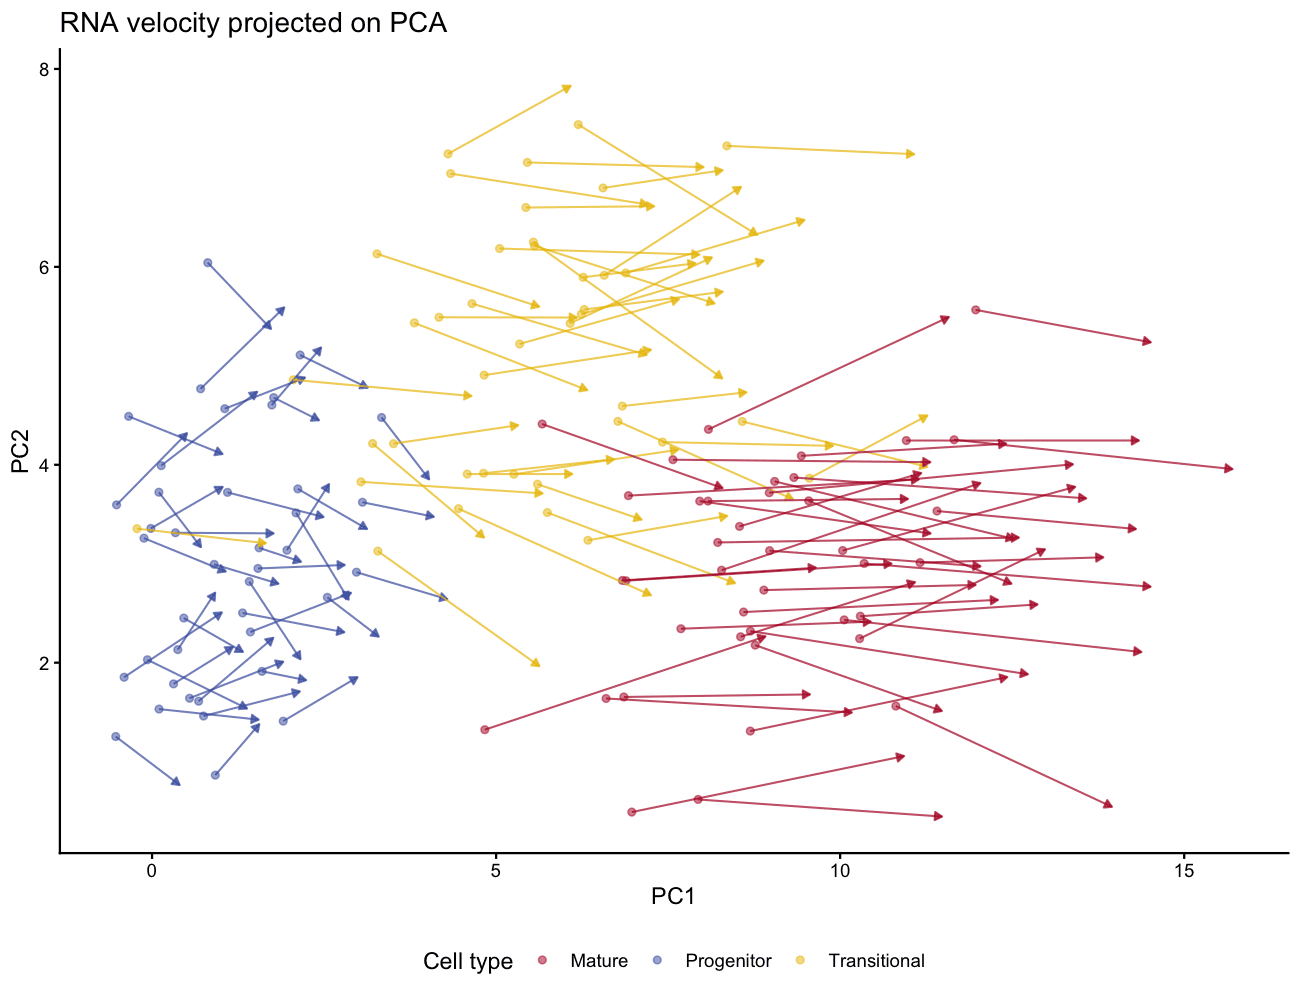 RNA velocity projected on PCA
8
6
4
2
PC2
0 5 10 15
PC1
Cell type Mature Progenitor Transitional